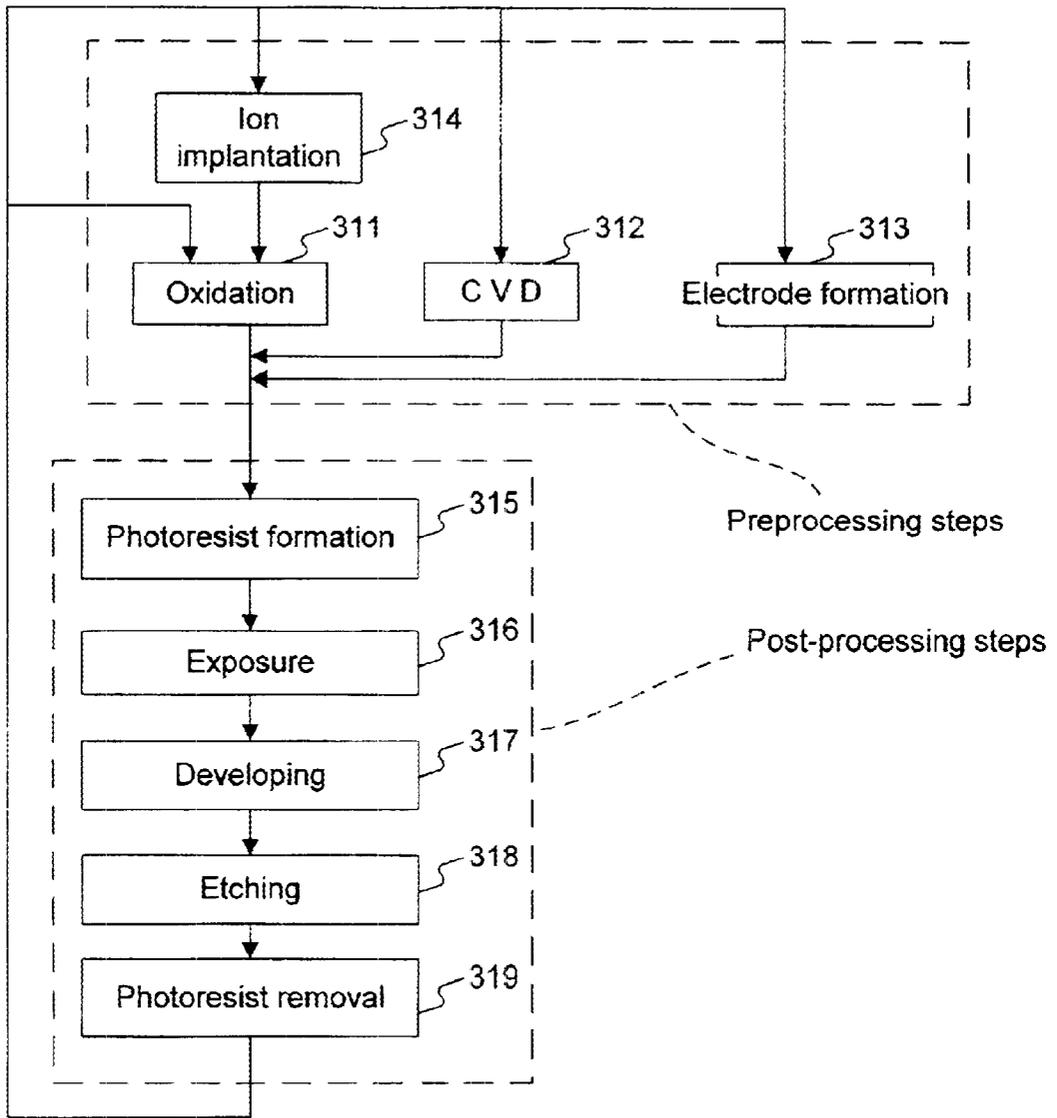 Ion
implantation
314
311
312
313
Oxidation
C V D
Electrode formation
315
Photoresist formation
Preprocessing steps
316
Exposure
Post-processing steps
317
Developing
318
Etching
319
Photoresist removal